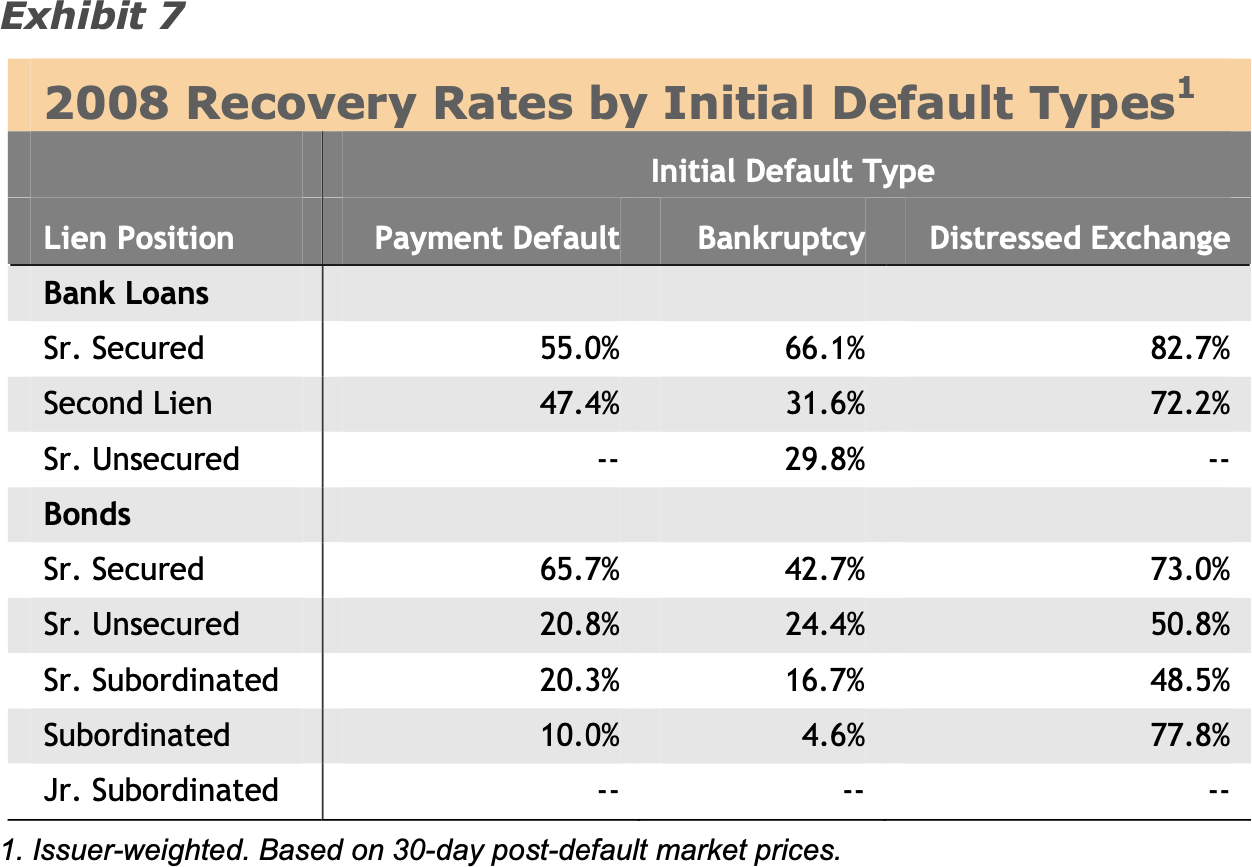 Exhibit 7
2008 Recovery Rates by Initial Default Types1
Initial Default Type
Lien Position Payment Default Bankruptcy Distressed Exchange
Bank Loans
Sr. Secured 55.0% 66.1% 82.7%
Second Lien 47.4% 31.6% 72.2%
Sr. Unsecured -- 29.8% --
Bonds
Sr. Secured 65.7% 42.7% 73.0%
Sr. Unsecured 20.8% 24.4% 50.8%
Sr. Subordinated 20.3% 16.7% 48.5%
Subordinated 10.0% 4.6% 77.8%
Jr. Subordinated -- -- --
1. Issuer-weighted. Based on 30-day post-default market prices.